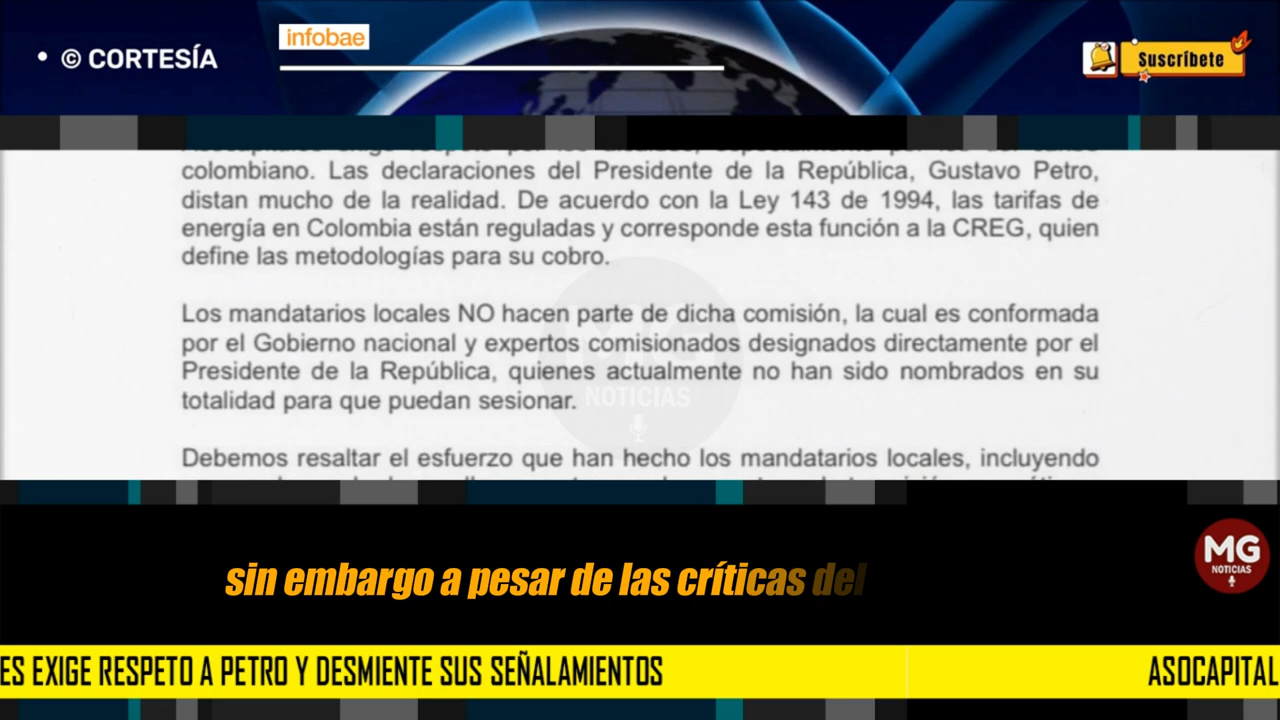 • © CORTESÍA
infobae
Suscríbete
colombiano. Las declaraciones del Presidente de la República, Gustavo Petro,
distan mucho de la realidad. De acuerdo con la Ley 143 de 1994, las tarifas de
energía en Colombia están reguladas y corresponde esta función a la CREG, quien
define las metodologías para su cobro.
Los mandatarios locales NO hacen parte de dicha comisión, la cual es conformada
por el Gobierno nacional y expertos comisionados designados directamente por el
Presidente de la República, quienes actualmente no han sido nombrados en su
totalidad para que puedan sesionar.
Debemos resaltar el esfuerzo que han hecho los mandatarios locales, incluyendo
MG
NOTICIAS
sin embargo a pesar de las críticas del
MG
NOTICIAS
ES EXIGE RESPETO A PETRO Y DESMIENTE SUS SEÑALAMIENTOS
ASOCAPITAL